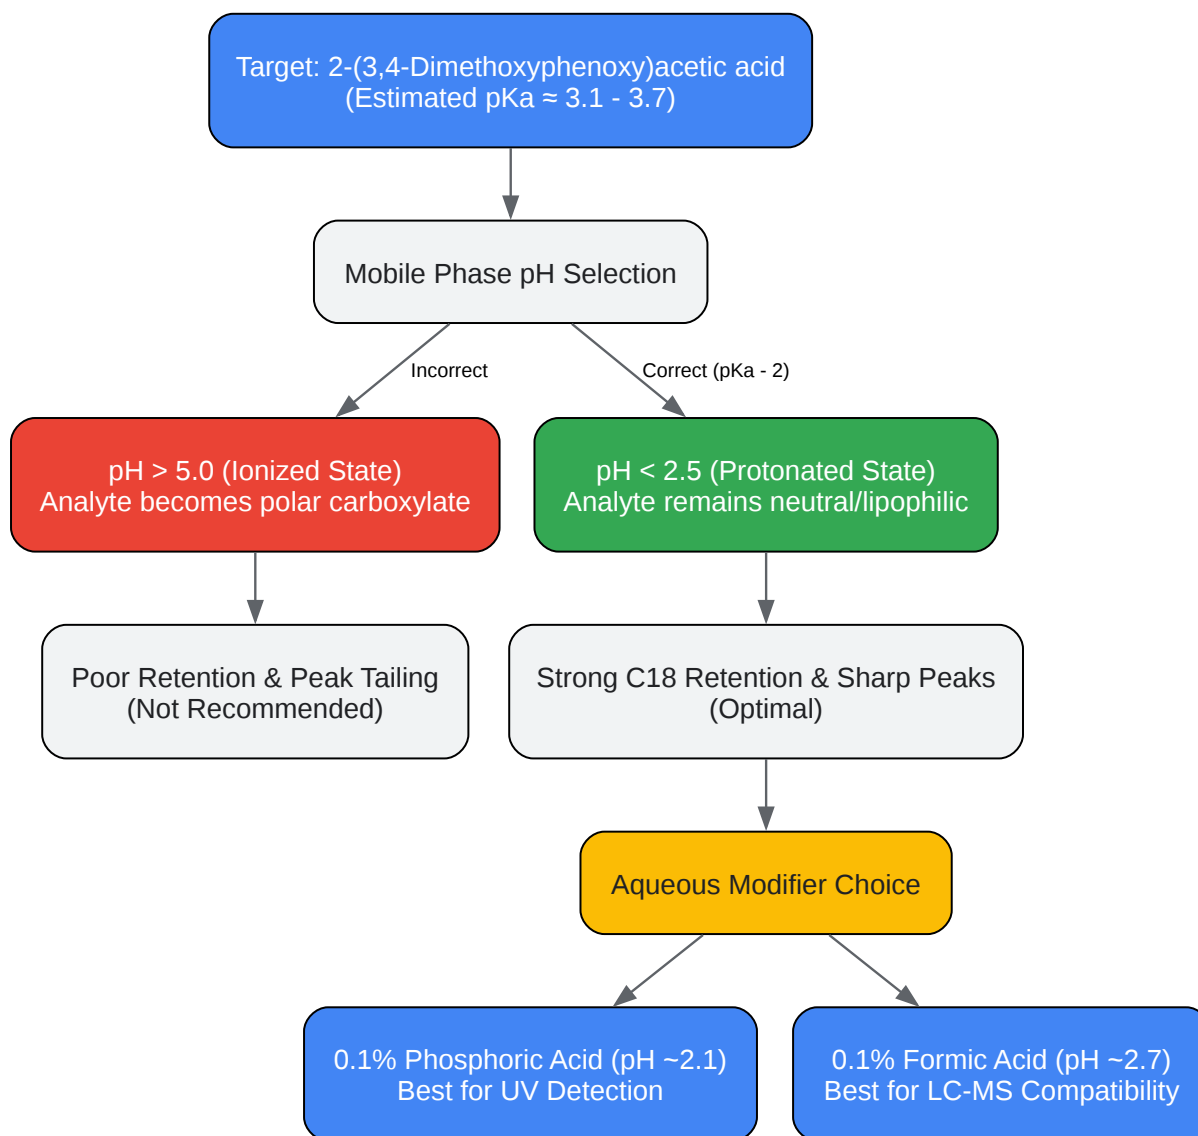 Target: 2-(3,4-Dimethoxyphenoxy)acetic acid
(Estimated pKa ≈ 3.1 - 3.7)
Mobile Phase pH Selection
Incorrect
Correct (pKa - 2)
pH > 5.0 (Ionized State)
Analyte becomes polar carboxylate
pH < 2.5 (Protonated State)
Analyte remains neutral/lipophilic
Poor Retention & Peak Tailing
(Not Recommended)
Strong C18 Retention & Sharp Peaks
(Optimal)
Aqueous Modifier Choice
0.1% Phosphoric Acid (pH ~2.1)
Best for UV Detection
0.1% Formic Acid (pH ~2.7)
Best for LC-MS Compatibility